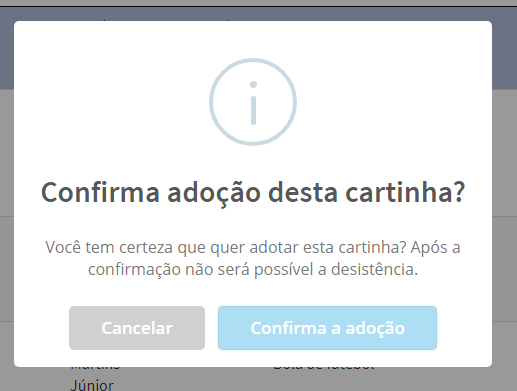 Confirma adoção desta cartinha?
Você tem certeza que quer adotar esta cartinha? Após a
confirmação não será possível a desistência.
Cancelar
Confirma a adoção
Martins
Bola de futebol
Júnior